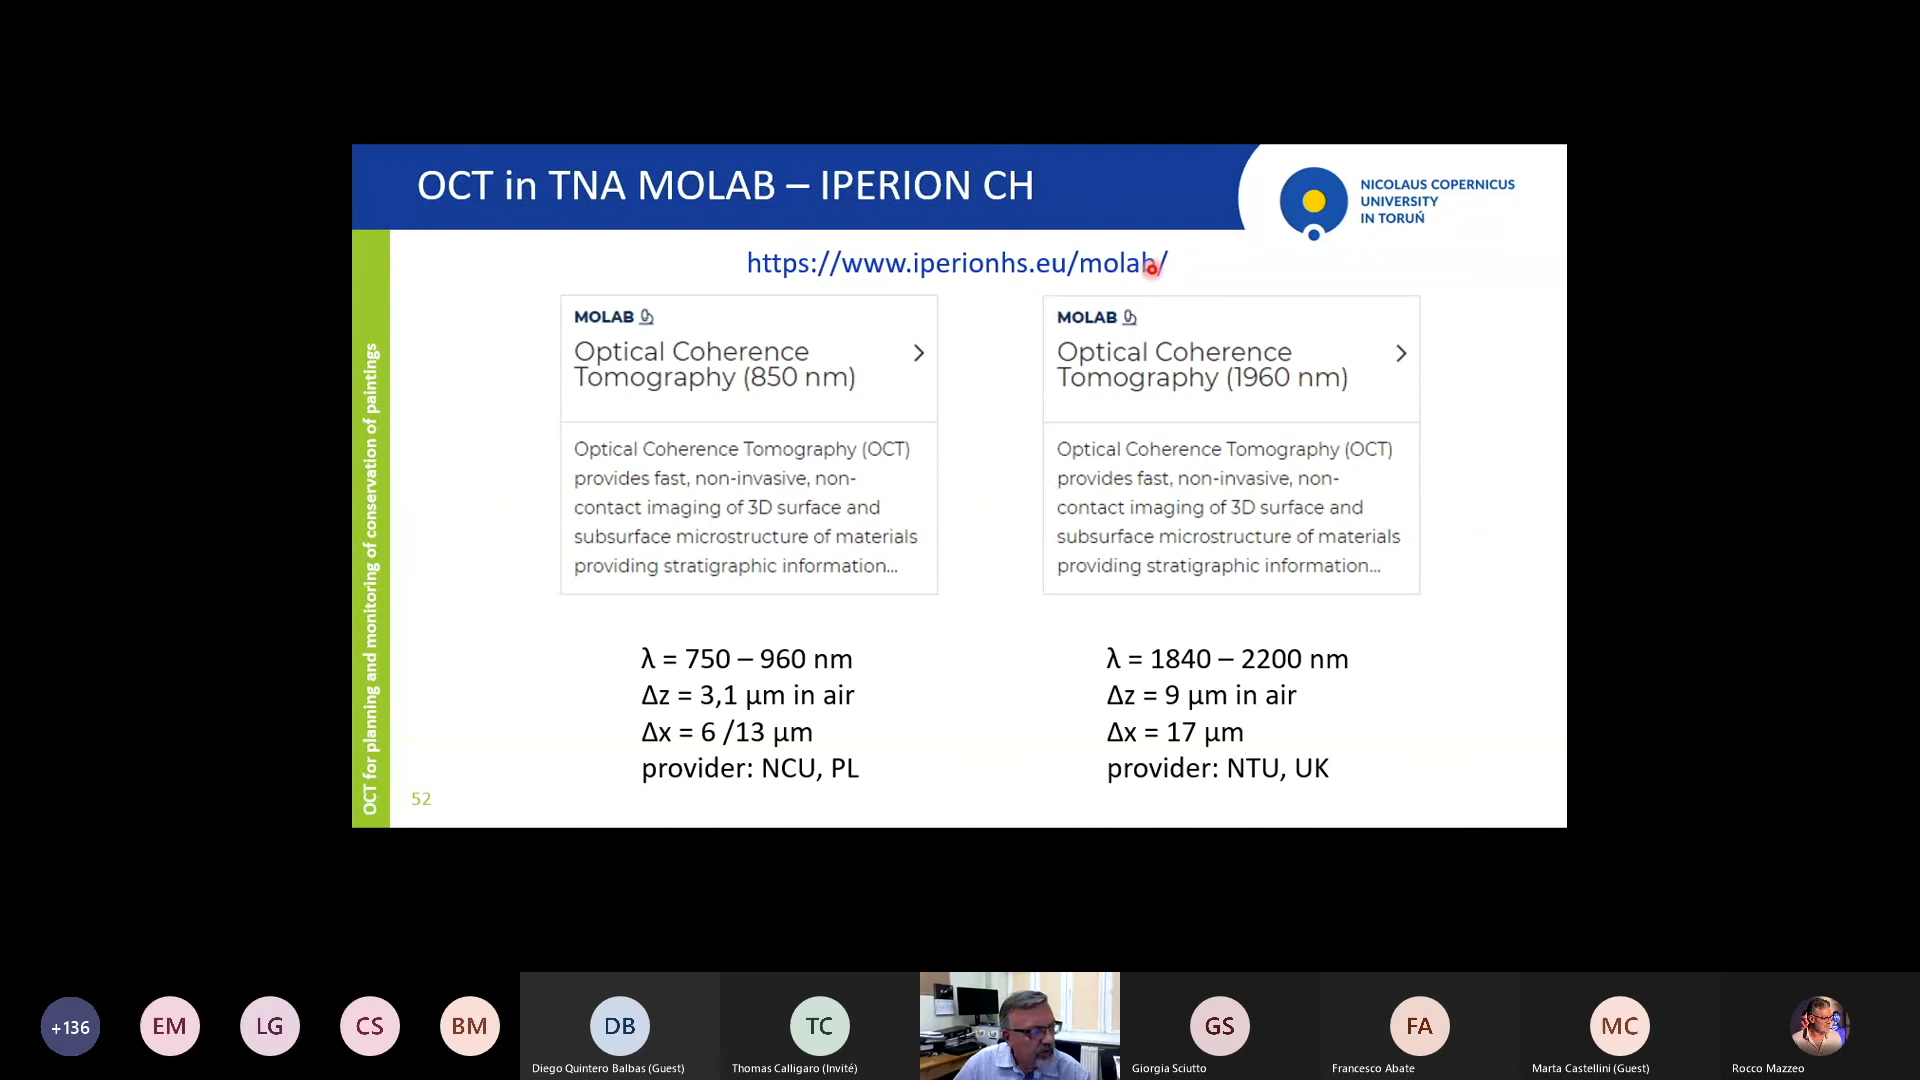 OCT in TNA MOLAB – IPERION CH
NICOLAUS COPERNICUS
UNIVERSITY
IN TORUŃ
https://www.iperionhs.eu/molab/
MOLAB
Optical Coherence
Tomography (850 nm)
Optical Coherence Tomography (OCT)
provides fast, non-invasive, non-
contact imaging of 3D surface and
subsurface microstructure of materials
providing stratigraphic information...
λ = 750 – 960 nm
Δz = 3,1 μm in air
Δx = 6 /13 μm
provider: NCU, PL
MOLAB
Optical Coherence
Tomography (1960 nm)
Optical Coherence Tomography (OCT)
provides fast, non-invasive, non-
contact imaging of 3D surface and
subsurface microstructure of materials
providing stratigraphic information...
λ = 1840 – 2200 nm
Δz = 9 μm in air
Δx = 17 μm
provider: NTU, UK
OCT for planning and monitoring of conservation of paintings
52
+136
EM
LG
CS
BM
DB
Diego Quintero Balbas (Guest)
TC
Thomas Calligaro (Invité)
GS
Giorgia Sciutto
FA
Francesco Abate
MC
Marta Castellini (Guest)
Rocco Mazzeo